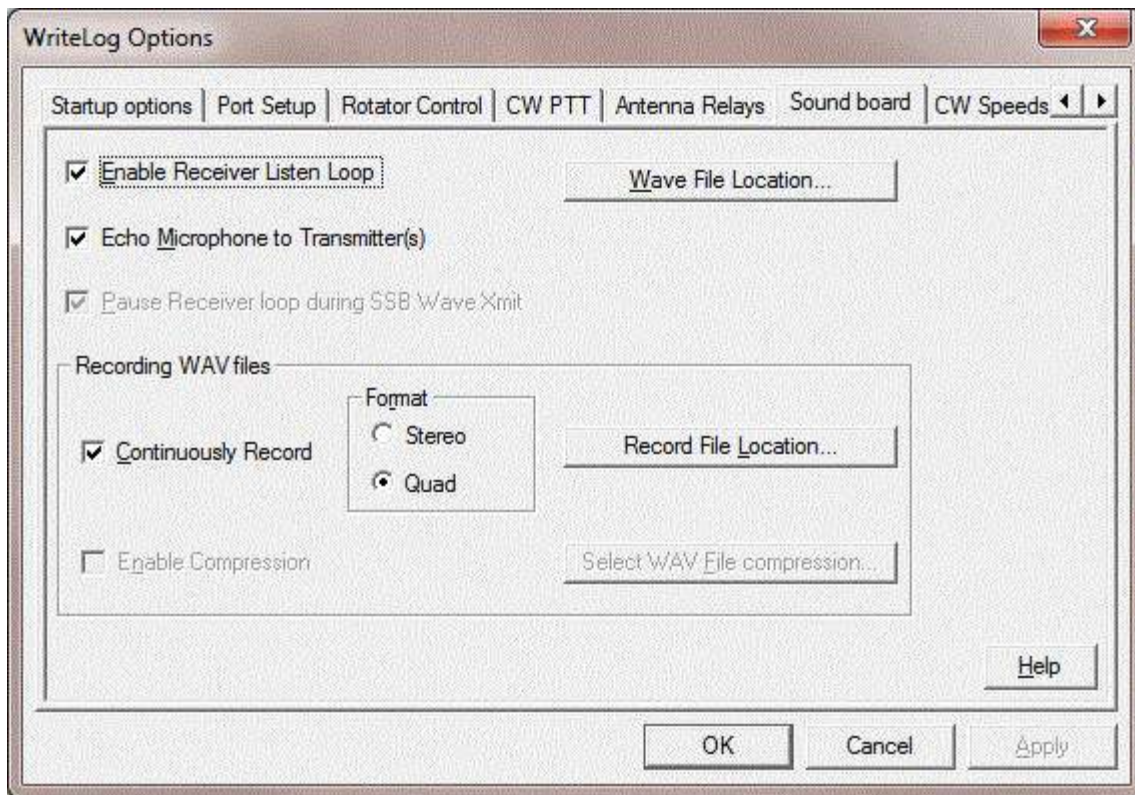 WriteLog Options
Startup options Port Setup Rotator Control CW PTT Antenna Relays Sound board CW Speeds
Enable Receiver Listen Loop
Wave File Location...
Echo Microphone to Transmitter(s)
Pause Receiver loop during SSB Wave Xmit
Recording WAV files
Format
Stereo
Continuously Record
Record File Location...
Quad
Enable Compression
Select WAV File compression...
Help
OK Cancel Apply